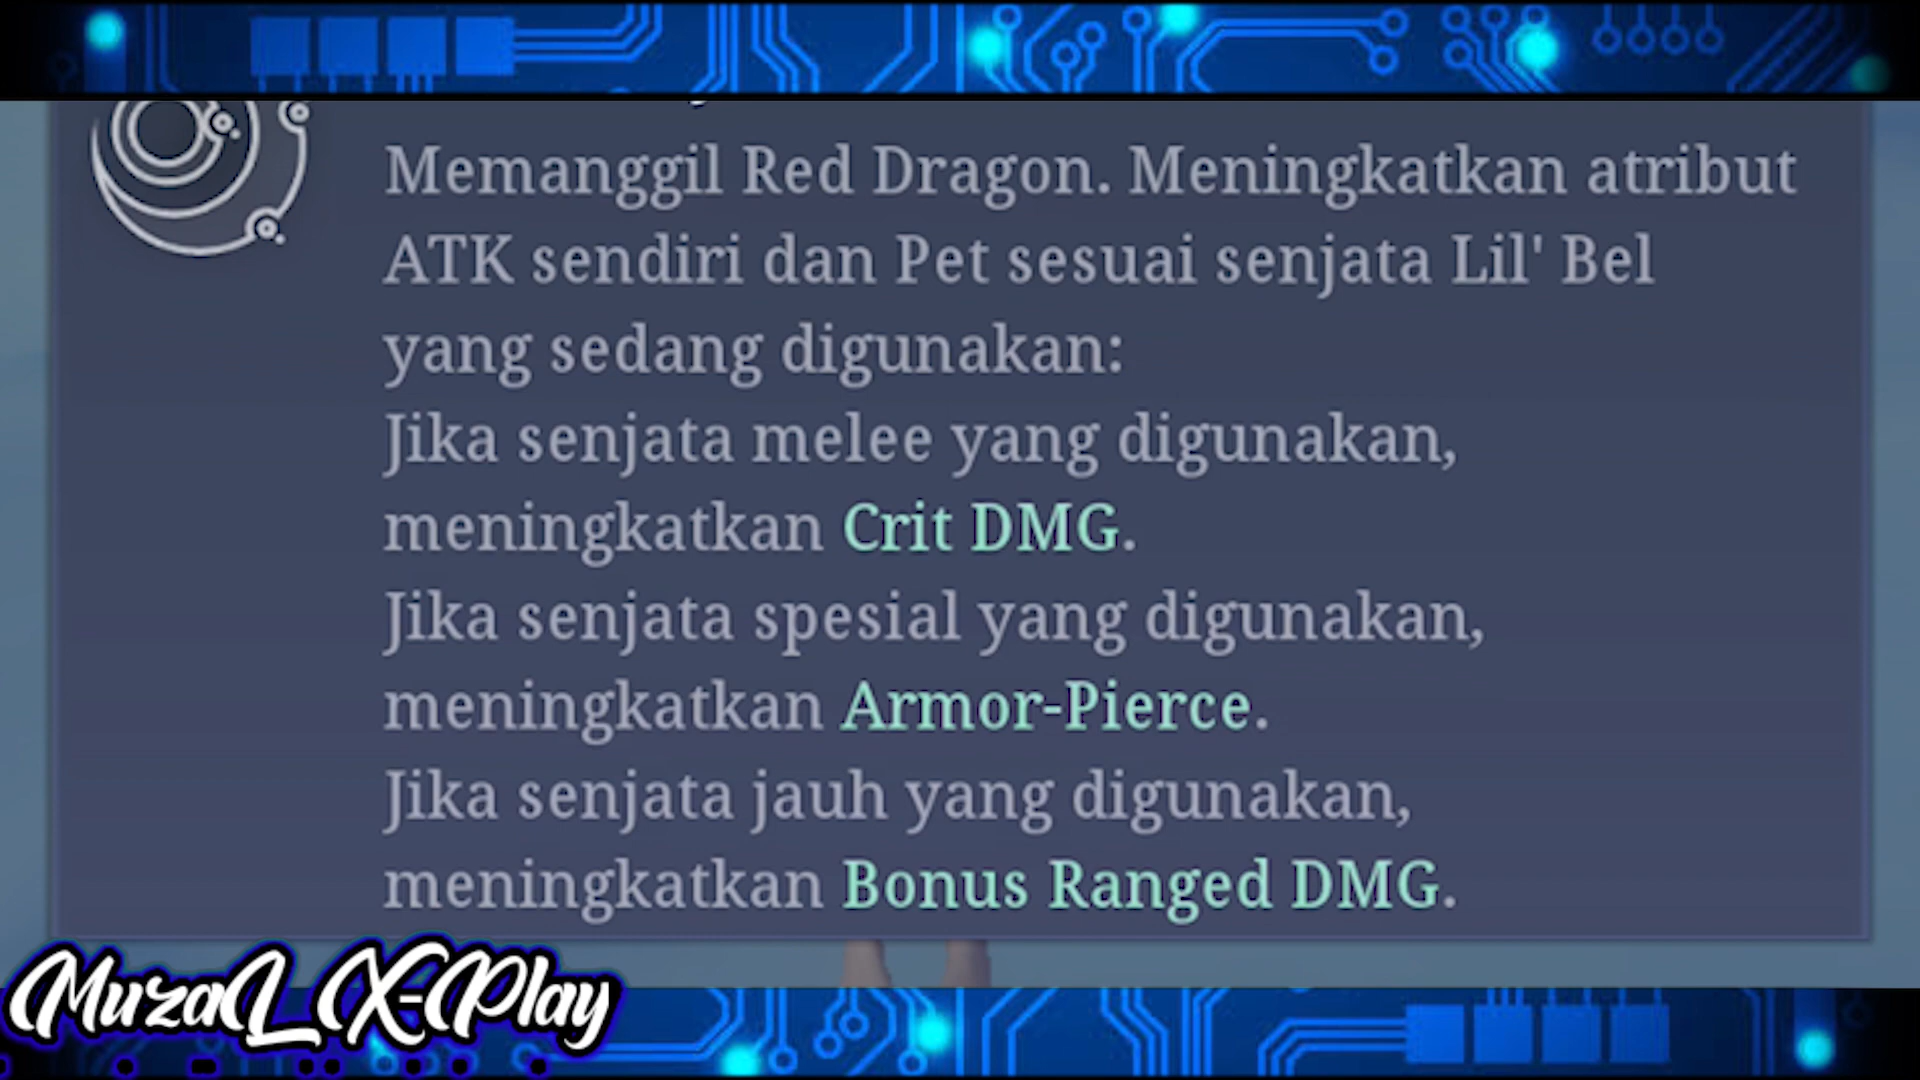 Memanggil Red Dragon. Meningkatkan atribut
ATK sendiri dan Pet sesuai senjata Lil' Bel
yang sedang digunakan:
Jika senjata melee yang digunakan,
meningkatkan Crit DMG.
Jika senjata spesial yang digunakan,
meningkatkan Armor-Pierce.
Jika senjata jauh yang digunakan,
meningkatkan Bonus Ranged DMG.
MuzaL X-Play